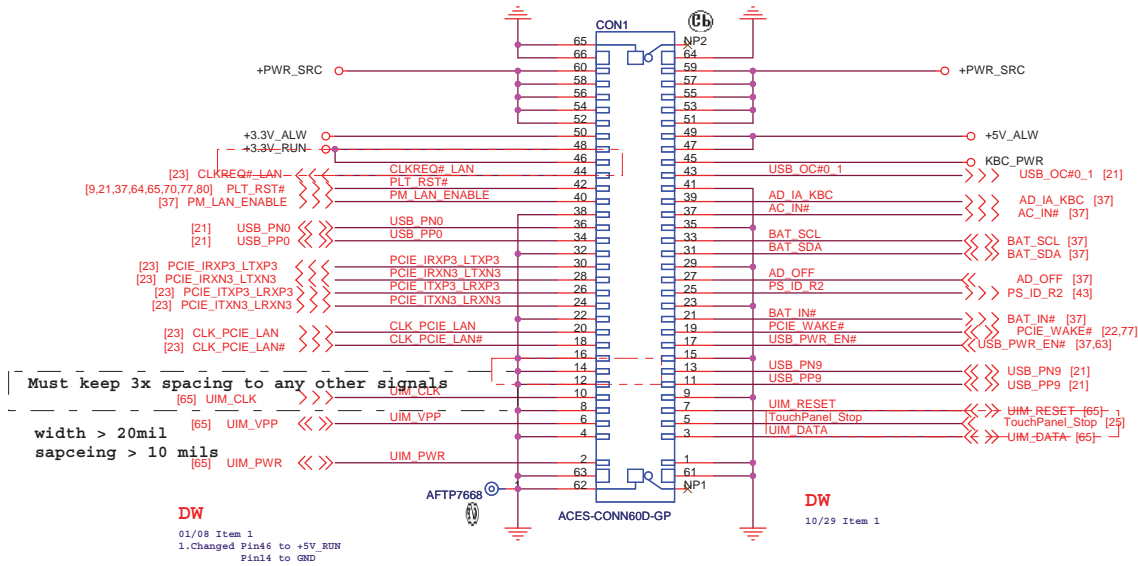 CON1
Cb
65
NP2
66
64
+PWR_SRC
60
59
+PWR_SRC
58
57
56
55
54
53
52
51
+3.3V_ALW
50
49
+5V_ALW
+3.3V_RUN
48
47
46
45
KBC_PWR
[23] CLKREQ#_LAN
CLKREQ#_LAN
44
43
USB_OC#0_1
USB_OC#0_1 [21]
[9,21,37,64,65,70,77,80] PLT_RST#
PLT_RST#
42
41
[37] PM_LAN_ENABLE
PM_LAN_ENABLE
40
39
AD_IA_KBC
AD_IA_KBC [37]
38
37
AC_IN#
AC_IN# [37]
[21] USB_PN0
USB_PN0
36
35
[21] USB_PP0
USB_PP0
34
33
BAT_SCL
BAT_SCL [37]
32
31
BAT_SDA
BAT_SDA [37]
[23] PCIE_IRXP3_LTXP3
PCIE_IRXP3_LTXP3
30
29
[23] PCIE_IRXN3_LTXN3
PCIE_IRXN3_LTXN3
28
27
AD_OFF
AD_OFF [37]
[23] PCIE_ITXP3_LRXP3
PCIE_ITXP3_LRXP3
26
25
PS_ID_R2
PS_ID_R2 [43]
[23] PCIE_ITXN3_LRXN3
PCIE_ITXN3_LRXN3
24
23
22
21
BAT_IN#
BAT_IN# [37]
[23] CLK_PCIE_LAN
CLK_PCIE_LAN
20
19
PCIE_WAKE#
PCIE_WAKE# [22,77]
[23] CLK_PCIE_LAN#
CLK_PCIE_LAN#
18
17
USB_PWR_EN#
USB_PWR_EN# [37,63]
16
15
14
13
USB_PN9
USB_PN9 [21]
Must keep 3x spacing to any other signals
12
11
USB_PP9
USB_PP9 [21]
[65] UIM_CLK
UIM_CLK
10
9
8
7
UIM_RESET
UIM_RESET [65]
[65] UIM_VPP
UIM_VPP
6
5
TouchPanel_Stop
TouchPanel_Stop [25]
width > 20mil
4
3
UIM_DATA
UIM_DATA [65]
sapceing > 10 mils
[65] UIM_PWR
UIM_PWR
2
1
63
61
AFTP7668
1
62
NP1
ACES-CONN60D-GP
DW
01/08 Item 1
1.Changed Pin46 to +5V_RUN
Pin14 to GND
DW
10/29 Item 1